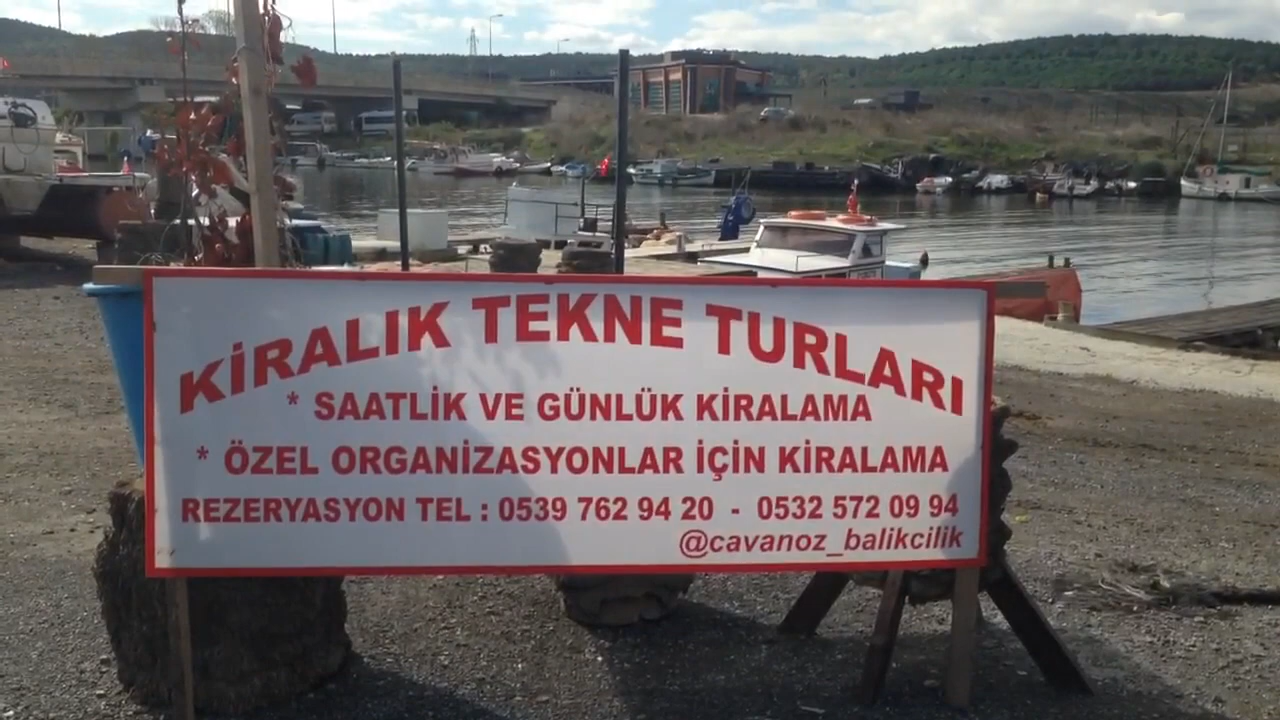 KİRALIK TEKNE TURLARI
* SAATLİK VE GÜNLÜK KİRALAMA
* ÖZEL ORGANİZASYONLAR İÇİN KİRALAMA
REZERYASYON TEL : 0539 762 94 20 - 0532 572 09 94
@cavanoz_balikcilik